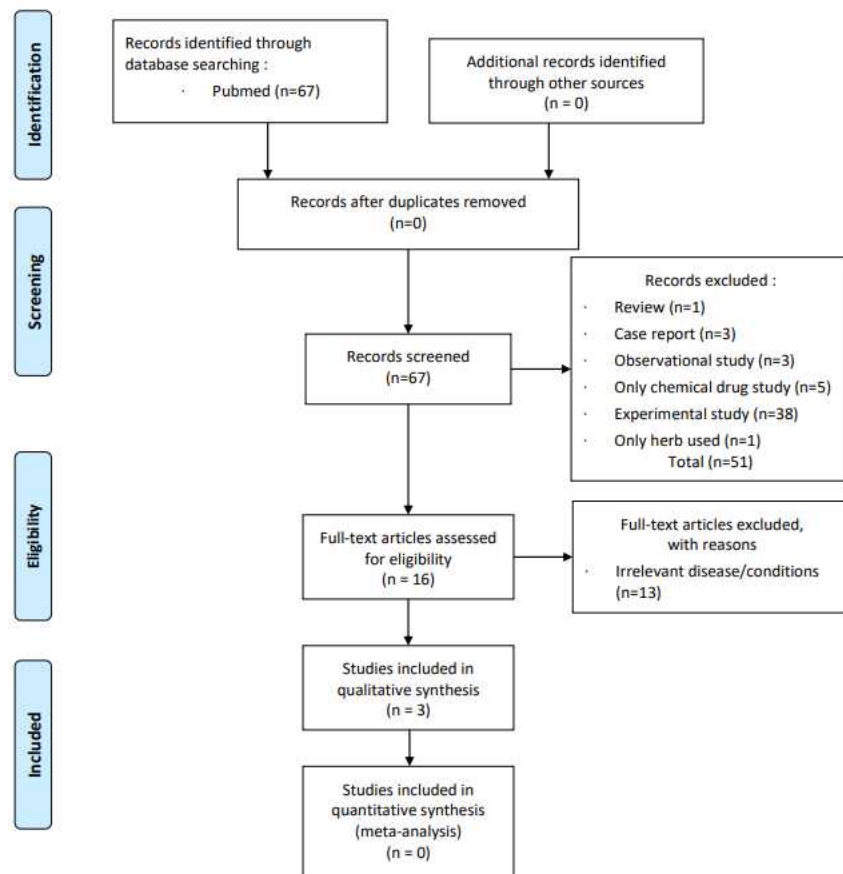 Identification
Records identified through
database searching :
· Pubmed (n=67)
Additional records identified
through other sources
(n = 0)
Records after duplicates removed
(n=0)
Screening
Records screened
(n=67)
Records excluded :
· Review (n=1)
· Case report (n=3)
· Observational study (n=3)
· Only chemical drug study (n=5)
· Experimental study (n=38)
· Only herb used (n=1)
Total (n=51)
Eligibility
Full-text articles assessed
for eligibility
(n = 16)
Full-text articles excluded,
with reasons
· Irrelevant disease/conditions
(n=13)
Included
Studies included in
qualitative synthesis
(n = 3)
Studies included in
quantitative synthesis
(meta-analysis)
(n = 0)